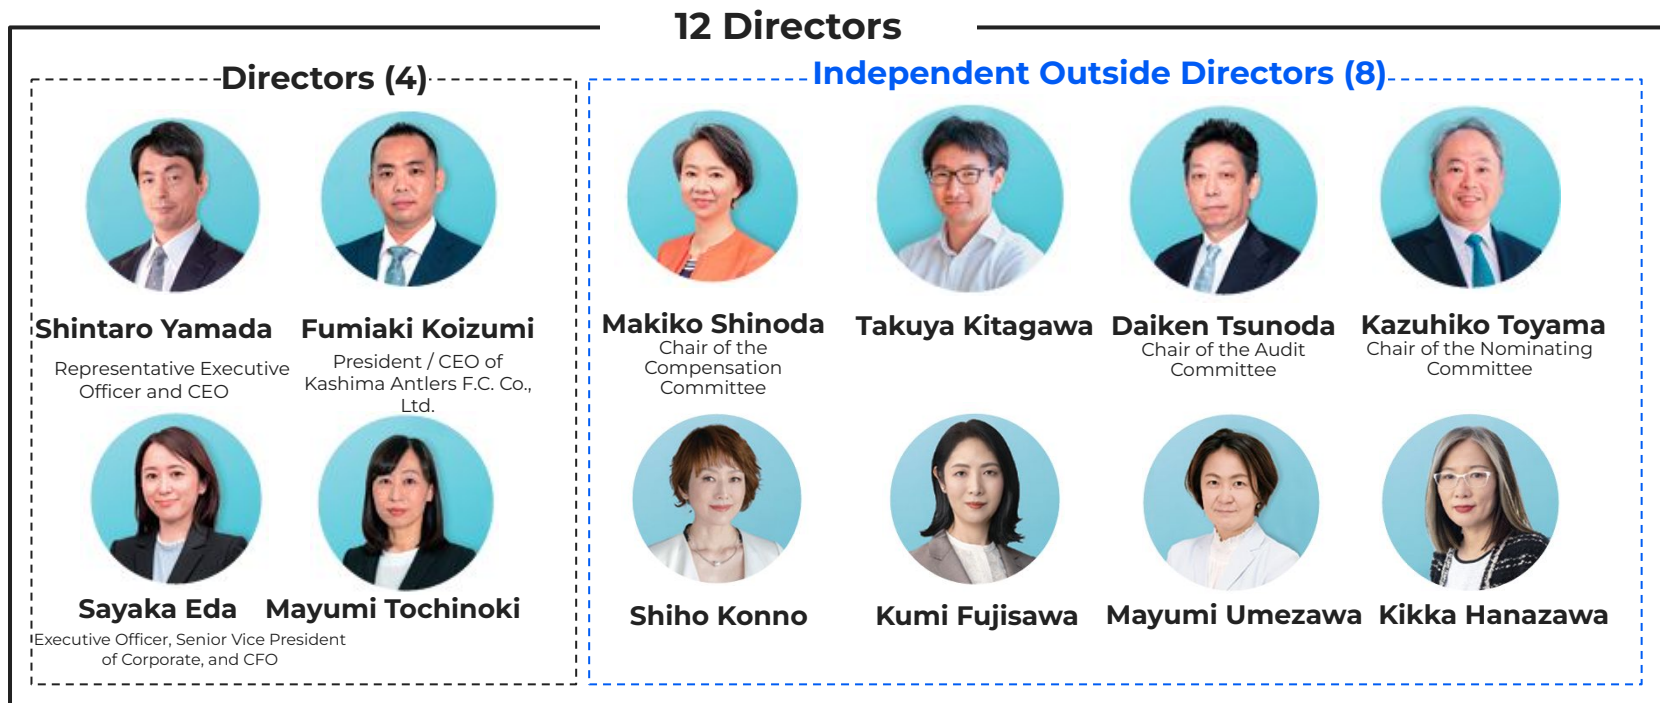 12 Directors
Directors (4)
Shintaro Yamada
Representative Executive
Officer and CEO
Fumiaki Koizumi
President / CEO of
Kashima Antlers F.C. Co.,
Ltd.
Sayaka Eda
Executive Officer, Senior Vice President
of Corporate, and CFO
Mayumi Tochinoki
Independent Outside Directors (8)
Makiko Shinoda
Chair of the
Compensation
Committee
Takuya Kitagawa
Daiken Tsunoda
Chair of the Audit
Committee
Kazuhiko Toyama
Chair of the Nominating
Committee
Shiho Konno
Kumi Fujisawa
Mayumi Umezawa
Kikka Hanazawa